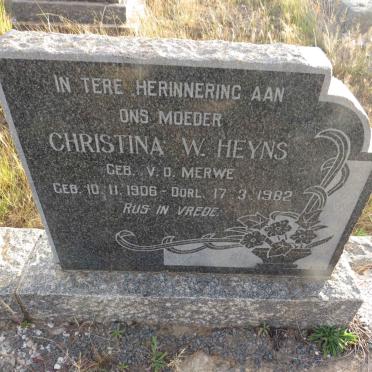 IN TERE HERINNERING AAN
ONS MOEDER
CHRISTINA W. HEYNS
GEB. V.D. MERWE
GEB. 10.11.1906 - OORL. 17.3.1982
RUS IN VREDE